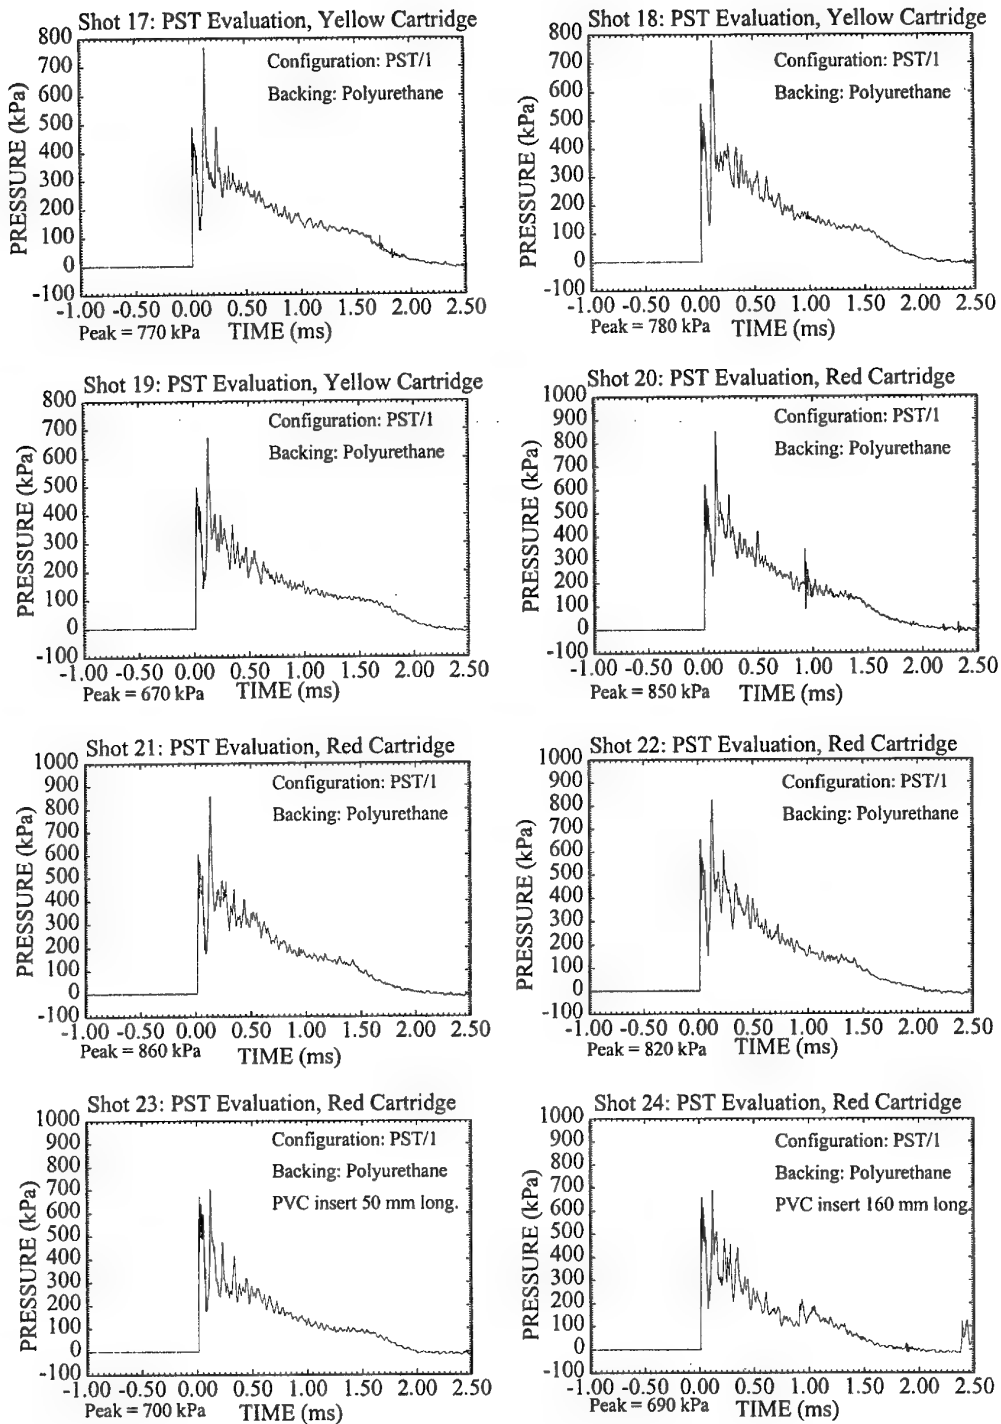 Shot 17: PST Evaluation, Yellow Cartridge
800
700
600
500
400
300
200
100
0
-100
PRESSURE (kPa)
Configuration: PST/1
Backing: Polyurethane
-1.00 -0.50 0.00 0.50 1.00 1.50 2.00 2.50
Peak = 770 kPa TIME (ms)
Shot 18: PST Evaluation, Yellow Cartridge
800
700
600
500
400
300
200
100
0
-100
PRESSURE (kPa)
Configuration: PST/1
Backing: Polyurethane
-1.00 -0.50 0.00 0.50 1.00 1.50 2.00 2.50
Peak = 780 kPa TIME (ms)
Shot 19: PST Evaluation, Yellow Cartridge
800
700
600
500
400
300
200
100
0
-100
PRESSURE (kPa)
Configuration: PST/1
Backing: Polyurethane
-1.00 -0.50 0.00 0.50 1.00 1.50 2.00 2.50
Peak = 670 kPa TIME (ms)
Shot 20: PST Evaluation, Red Cartridge
1000
900
800
700
600
500
400
300
200
100
0
-100
PRESSURE (kPa)
Configuration: PST/1
Backing: Polyurethane
-1.00 -0.50 0.00 0.50 1.00 1.50 2.00 2.50
Peak = 850 kPa TIME (ms)
Shot 21: PST Evaluation, Red Cartridge
1000
900
800
700
600
500
400
300
200
100
0
-100
PRESSURE (kPa)
Configuration: PST/1
Backing: Polyurethane
-1.00 -0.50 0.00 0.50 1.00 1.50 2.00 2.50
Peak = 860 kPa TIME (ms)
Shot 22: PST Evaluation, Red Cartridge
1000
900
800
700
600
500
400
300
200
100
0
-100
PRESSURE (kPa)
Configuration: PST/1
Backing: Polyurethane
-1.00 -0.50 0.00 0.50 1.00 1.50 2.00 2.50
Peak = 820 kPa TIME (ms)
Shot 23: PST Evaluation, Red Cartridge
1000
900
800
700
600
500
400
300
200
100
0
-100
PRESSURE (kPa)
Configuration: PST/1
Backing: Polyurethane
PVC insert 50 mm long.
-1.00 -0.50 0.00 0.50 1.00 1.50 2.00 2.50
Peak = 700 kPa TIME (ms)
Shot 24: PST Evaluation, Red Cartridge
1000
900
800
700
600
500
400
300
200
100
0
-100
PRESSURE (kPa)
Configuration: PST/1
Backing: Polyurethane
PVC insert 160 mm long.
-1.00 -0.50 0.00 0.50 1.00 1.50 2.00 2.50
Peak = 690 kPa TIME (ms)